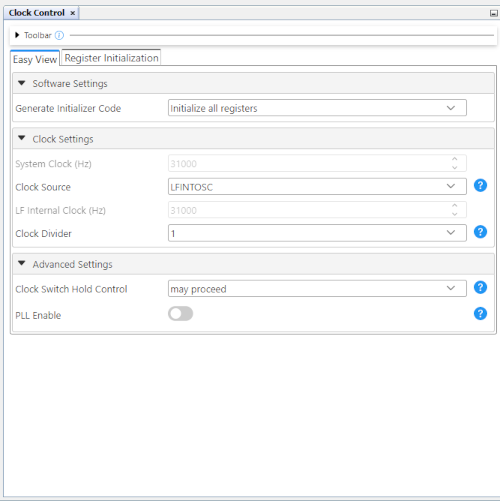 Clock Control ×
Toolbar
Easy View Register Initialization
Software Settings
Generate Initializer Code Initialize all registers
Clock Settings
System Clock (Hz) 31000
Clock Source LFINTOSC ?
LF Internal Clock (Hz) 31000
Clock Divider 1 ?
Advanced Settings
Clock Switch Hold Control may proceed ?
PLL Enable ?